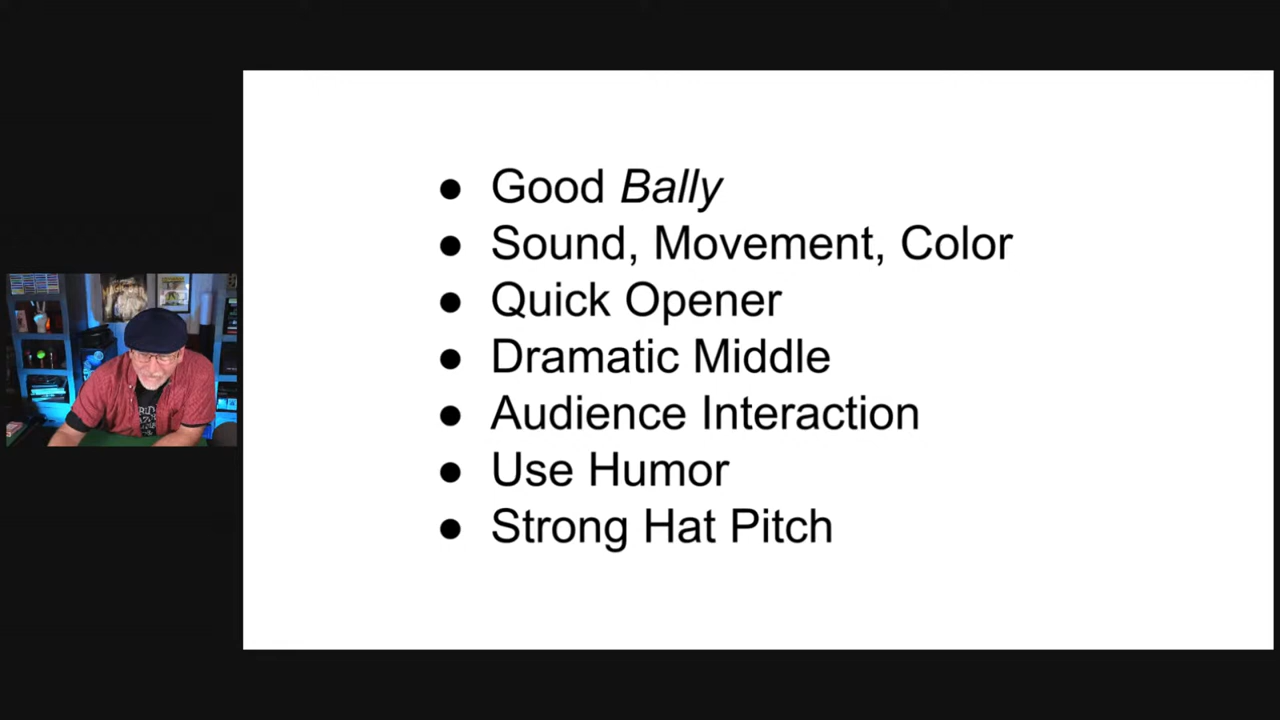 ● Good Bally
● Sound, Movement, Color
● Quick Opener
● Dramatic Middle
● Audience Interaction
● Use Humor
● Strong Hat Pitch